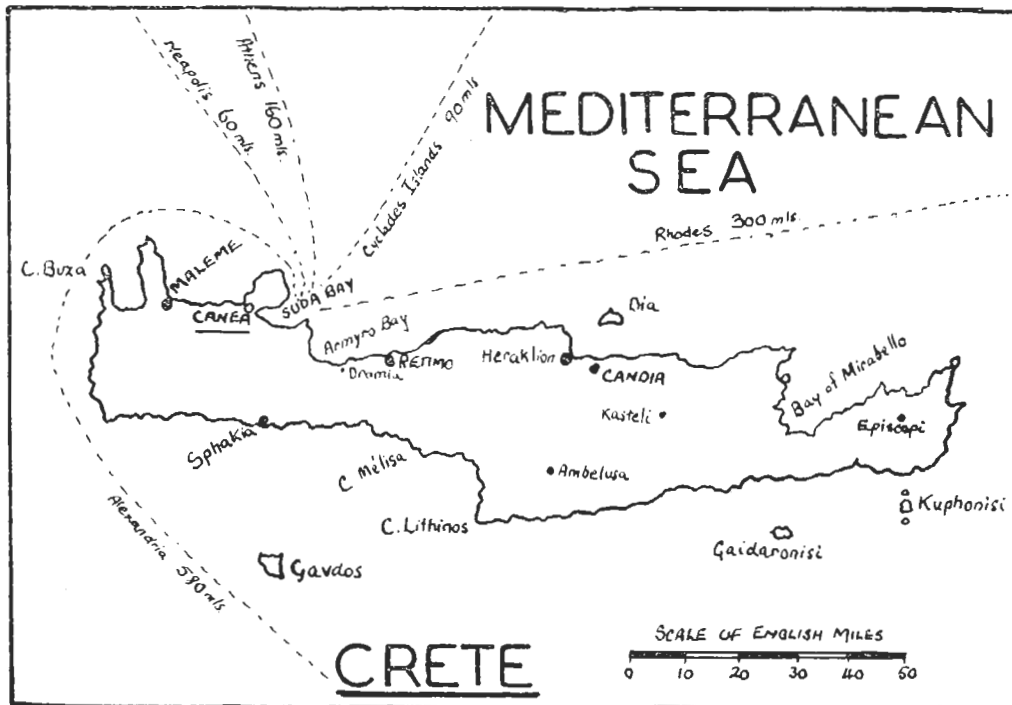 Neapolis 60 mls.
Athens 160 mls.
Cyclades Islands 90 mls
MEDITERRANEAN
SEA
Rhodes 300 mls.
C. Buxa
MALEME
CANEA
SUDA BAY
Armyro Bay
Dia
Dramia
RETIMO
Heraklion
CANDIA
Bay of Mirabello
Kasteli
Episcopi
Sphakia
C Mélisa
Ambelusa
C. Lithinos
Kuphonisi
Gaidaronisi
Gavdos
Alexandria 590 mls.
SCALE OF ENGLISH MILES
0 10 20 30 40 50
CRETE